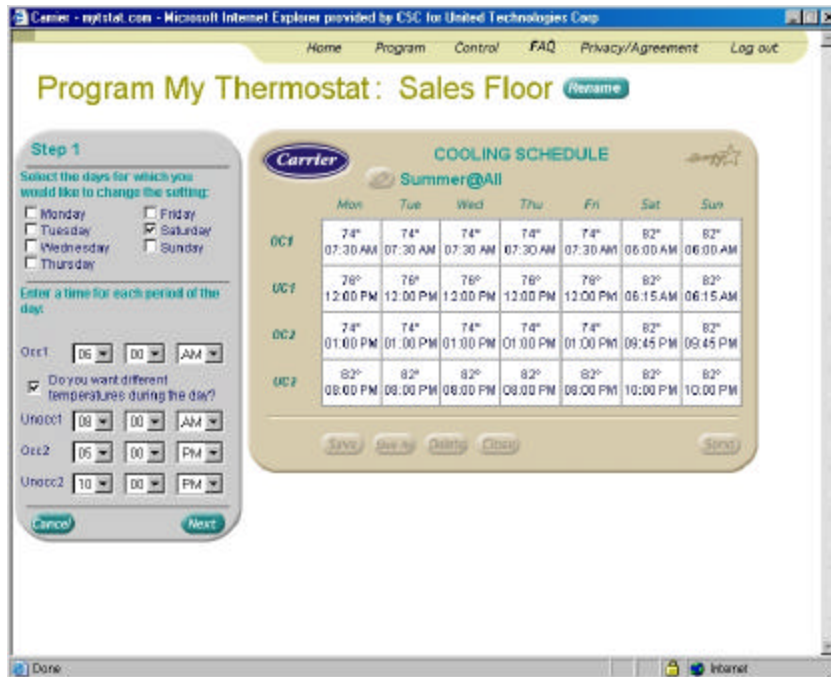 Carrier - mytstat.com - Microsoft Internet Explorer provided by CSC for United Technologies Corp
Home Program Control FAQ Privacy/Agreement Log out
Program My Thermostat: Sales Floor Rename
Step 1
Select the days for which you
would like to change the setting:
Monday Friday
Tuesday Saturday
Wednesday Sunday
Thursday
Enter a time for each period of the
day:
Occ1 06 00 AM
Do you want different
temperatures during the day?
Unocc1 08 00 AM
Occ2 05 00 PM
Unocc2 10 00 PM
Cancel Next
Carrier COOLING SCHEDULE
Summer@All
Mon Tue Wed Thu Fri Sat Sun
OC1 74° 74° 74° 74° 74° 82° 82°
07:30 AM 07:30 AM 07:30 AM 07:30 AM 07:30 AM 06:00 AM 06:00 AM
UC1 76° 76° 76° 76° 76° 82° 82°
12:00 PM 12:00 PM 12:00 PM 12:00 PM 12:00 PM 06:15 AM 06:15 AM
OC2 74° 74° 74° 74° 74° 82° 82°
01:00 PM 01:00 PM 01:00 PM 01:00 PM 01:00 PM 09:45 PM 09:45 PM
UC2 82° 82° 82° 82° 82° 82° 82°
08:00 PM 08:00 PM 08:00 PM 08:00 PM 08:00 PM 10:00 PM 10:00 PM
Save Save As Delete Close Send
Done Internet